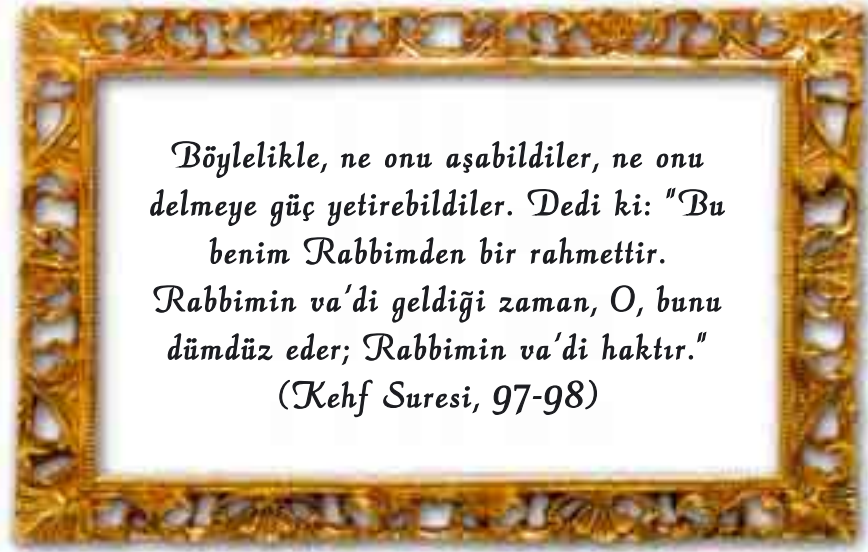 Böylelikle, ne onu aşabildiler, ne onu
delmeye güç yetirebildiler. Dedi ki: "Bu
benim Rabbimden bir rahmettir.
Rabbimin va'di geldiği zaman, O, bunu
dümdüz eder; Rabbimin va'di haktır."
(Kehf Suresi, 97-98)